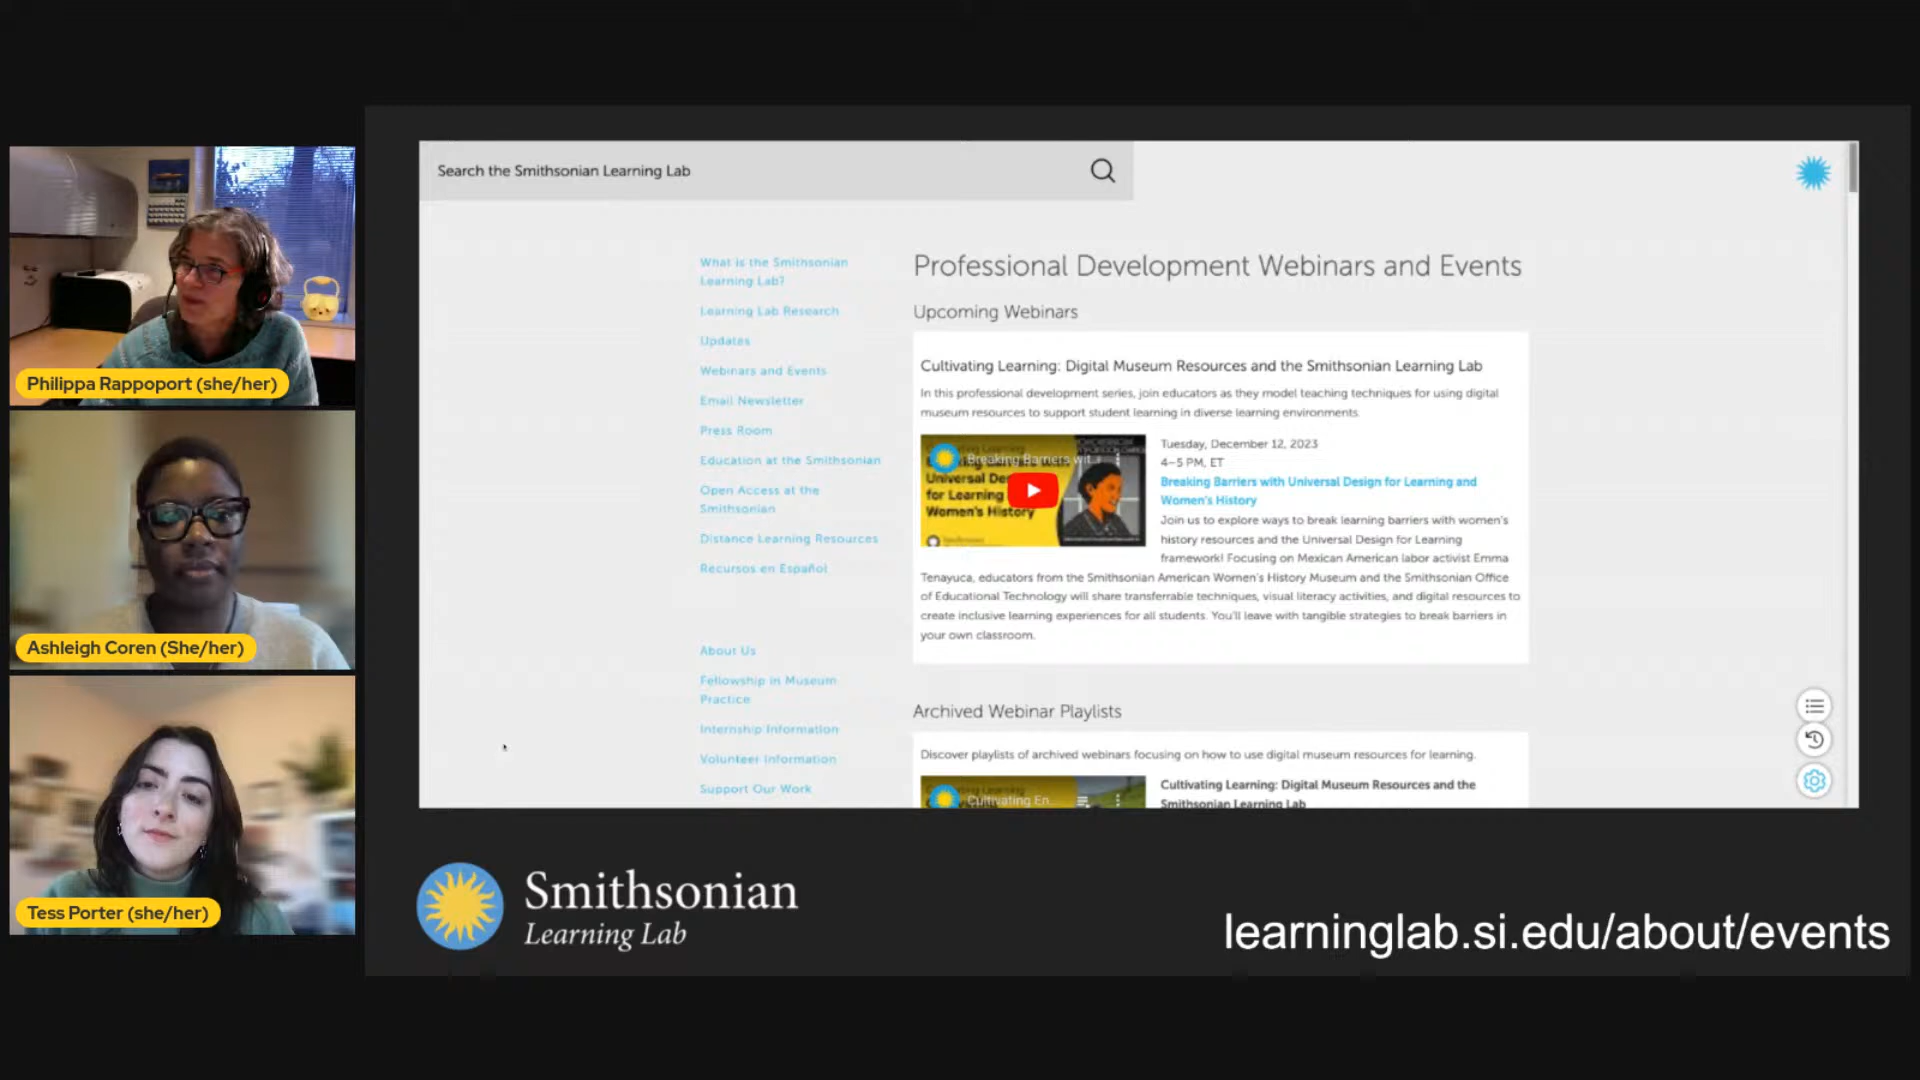 Philippa Rappoport (she/her)
Ashleigh Coren (She/her)
Tess Porter (she/her)
Search the Smithsonian Learning Lab
What is the Smithsonian
Learning Lab?
Learning Lab Research
Updates
Webinars and Events
Email Newsletter
Press Room
Education at the Smithsonian
Open Access at the
Smithsonian
Distance Learning Resources
Recursos en Español
About Us
Fellowship in Museum
Practice
Internship Information
Volunteer Information
Support Our Work
Professional Development Webinars and Events
Upcoming Webinars
Cultivating Learning: Digital Museum Resources and the Smithsonian Learning Lab
In this professional development series, join educators as they model teaching techniques for using digital
museum resources to support student learning in diverse learning environments.
Breaking Barriers wit...
Universal De
for Learning
Women's History
Tuesday, December 12, 2023
4–5 PM, ET
Breaking Barriers with Universal Design for Learning and
Women's History
Join us to explore ways to break learning barriers with women's
history resources and the Universal Design for Learning
framework! Focusing on Mexican American labor activist Emma
Tenayuca, educators from the Smithsonian American Women's History Museum and the Smithsonian Office
of Educational Technology will share transferrable techniques, visual literacy activities, and digital resources to
create inclusive learning experiences for all students. You'll leave with tangible strategies to break barriers in
your own classroom.
Archived Webinar Playlists
Discover playlists of archived webinars focusing on how to use digital museum resources for learning.
Cultivating En...
Cultivating Learning: Digital Museum Resources and the
Smithsonian Learning Lab
Smithsonian
Learning Lab
learninglab.si.edu/about/events